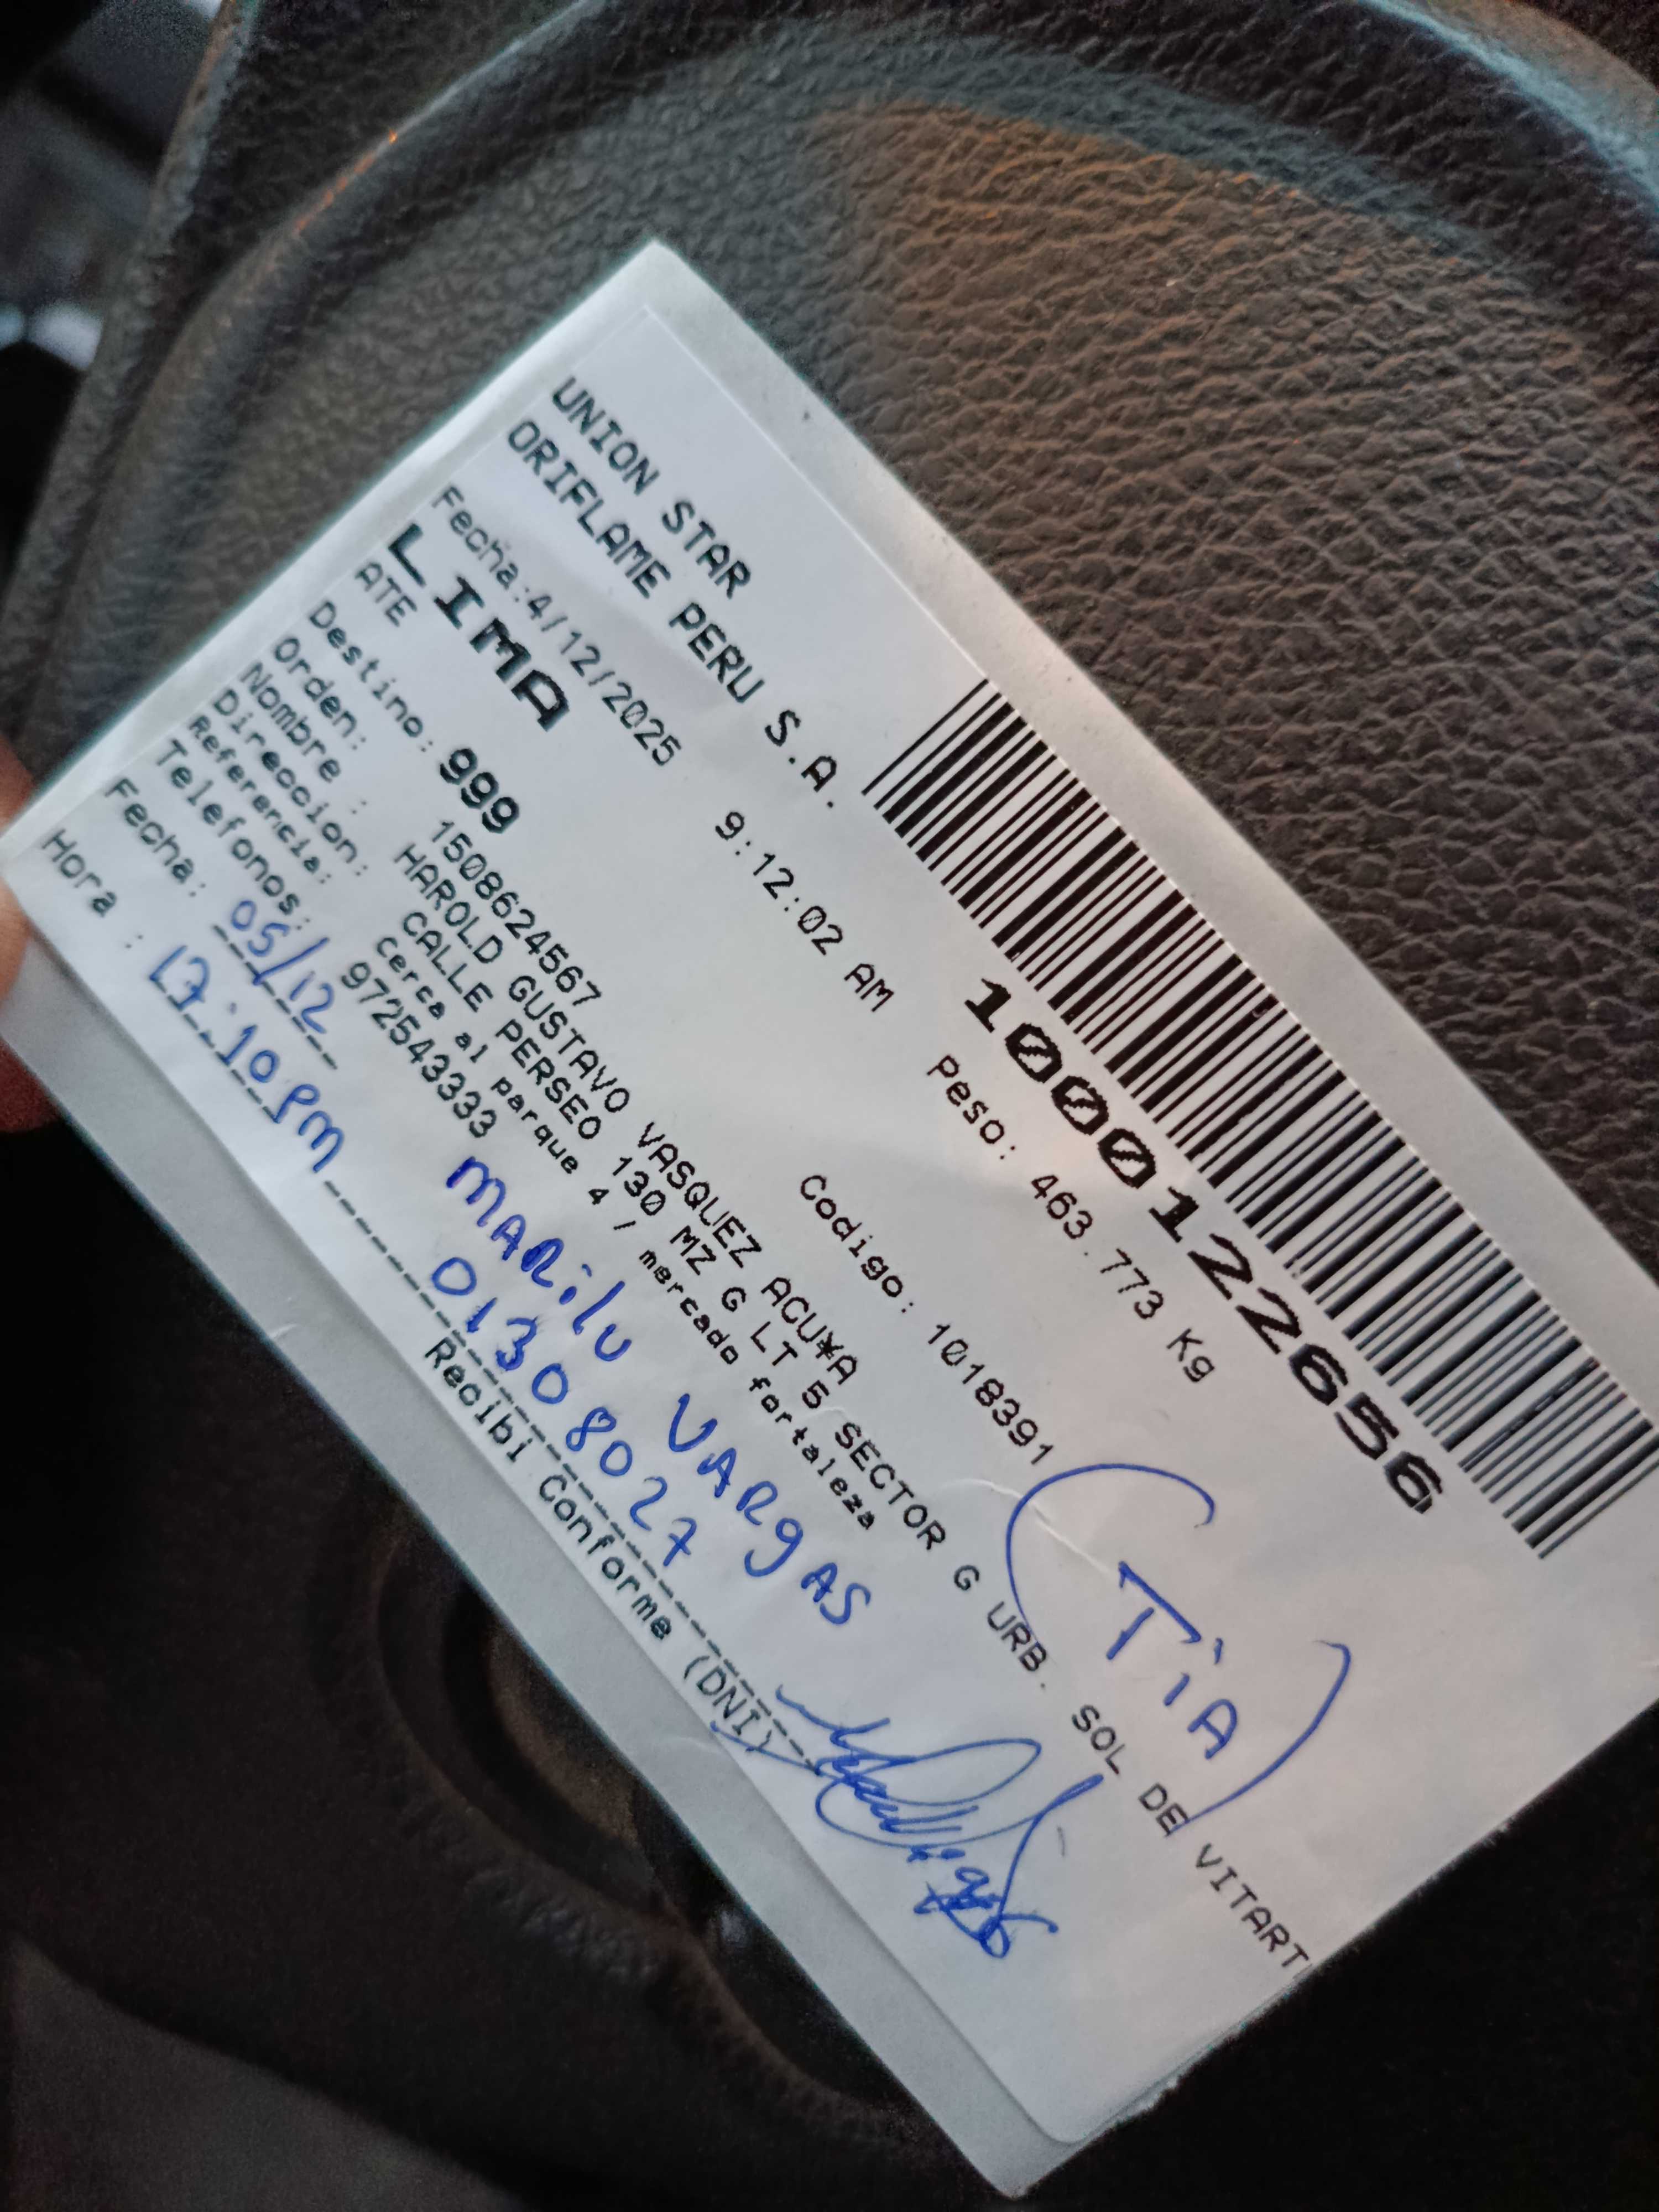 UNION STAR
ORIFLAME PERU S.A.
1000122656
Fecha:4/12/2025 9:12:02 AM Peso: 463.773 Kg
LIMA
ATE
Destino: 999
Codigo: 1018391
Orden: 1508624567
Nombre : HAROLD GUSTAVO VASQUEZ ACU¥A
Direccion: CALLE PERSEO 130 MZ G LT 5 SECTOR G URB. SOL DE VITART
Referencia: Cerca al parque 4 / mercado fortaleza
Telefonos: 972543333
(TiA)
Fecha: 05/12
MARilu VARgAS
Hora : 17:10 pm
01308027
Recibi Conforme (DNI)